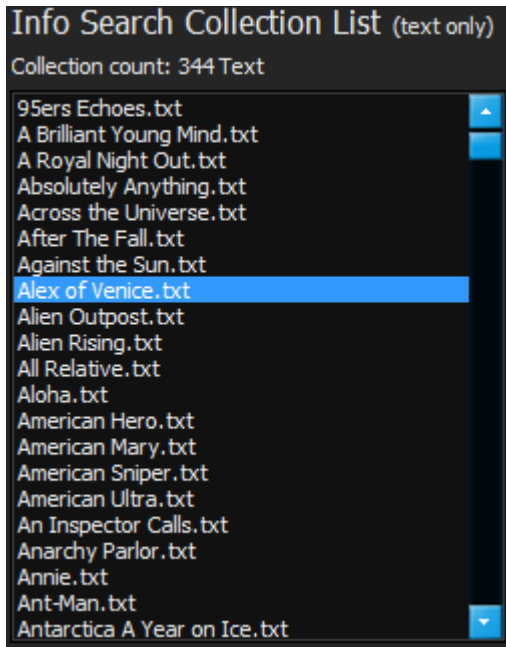 Info Search Collection List (text only)
Collection count: 344 Text
95ers Echoes.txt
A Brilliant Young Mind.txt
A Royal Night Out.txt
Absolutely Anything.txt
Across the Universe.txt
After The Fall.txt
Against the Sun.txt
Alex of Venice.txt
Alien Outpost.txt
Alien Rising.txt
All Relative.txt
Aloha.txt
American Hero.txt
American Mary.txt
American Sniper.txt
American Ultra.txt
An Inspector Calls.txt
Anarchy Parlor.txt
Annie.txt
Ant-Man.txt
Antarctica A Year on Ice.txt